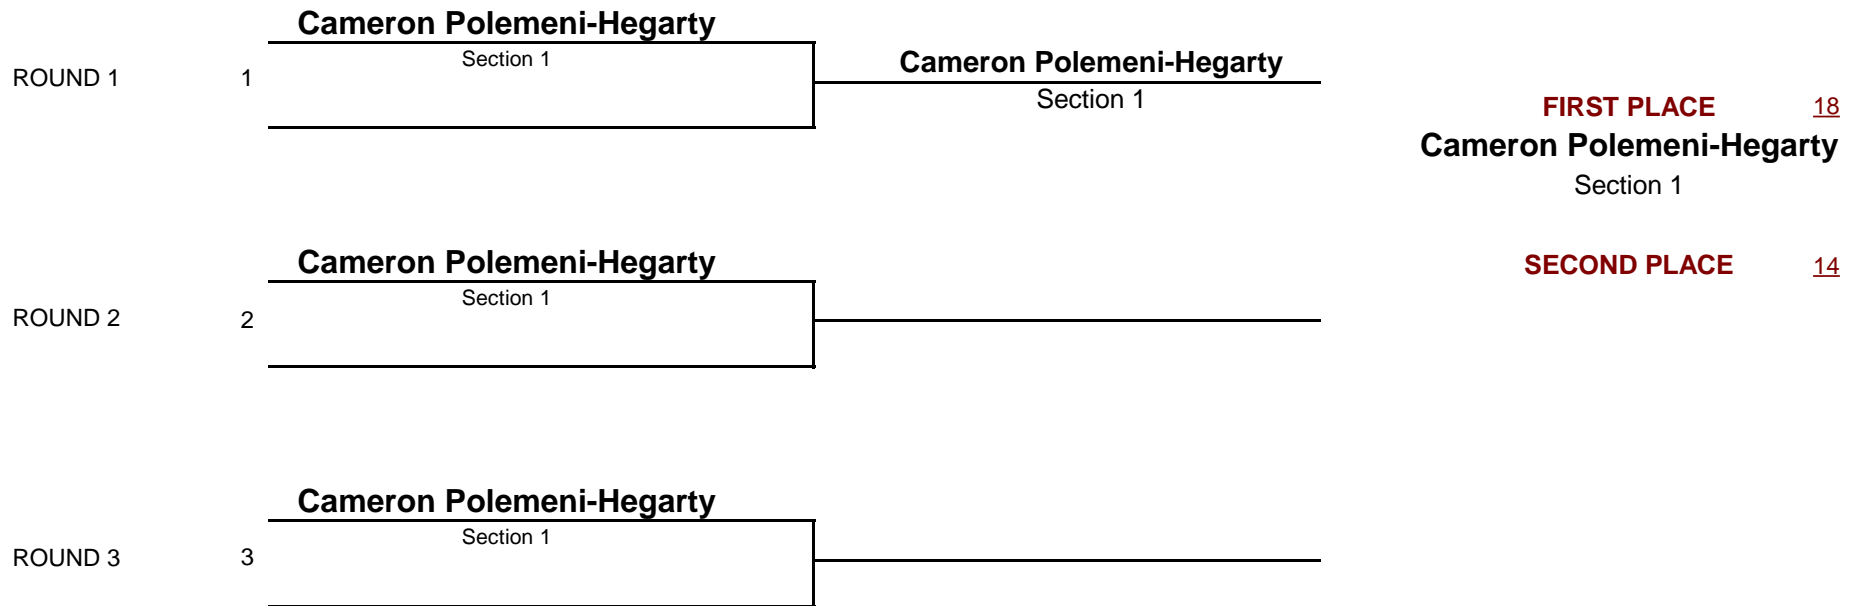 Cameron Polemeni-Hegarty
Section 1
ROUND 1 1
Cameron Polemeni-Hegarty
Section 1
FIRST PLACE 18
Cameron Polemeni-Hegarty
Section 1
Cameron Polemeni-Hegarty
SECOND PLACE 14
Section 1
ROUND 2 2
Cameron Polemeni-Hegarty
Section 1
ROUND 3 3